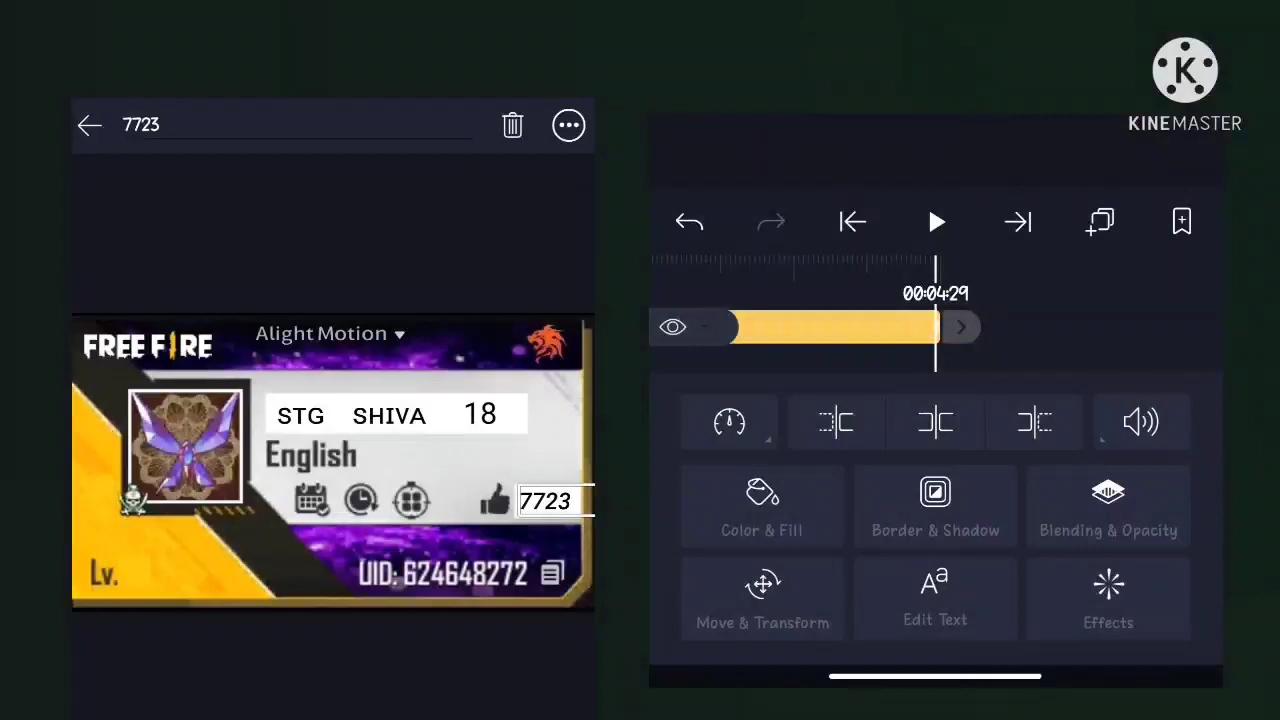 KINEMASTER
7723
FREE FIRE
Alight Motion
STG SHIVA 18
English
7723
Lv.
UID: 624648272
00:04:29
Color & Fill
Border & Shadow
Blending & Opacity
Move & Transform
Edit Text
Effects